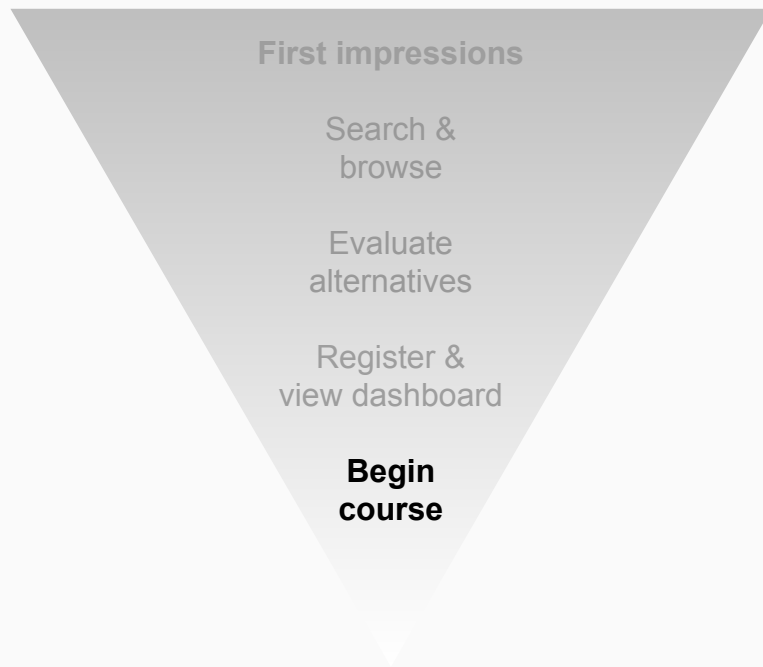 First impressions
Search &
browse
Evaluate
alternatives
Register &
view dashboard
Begin
course